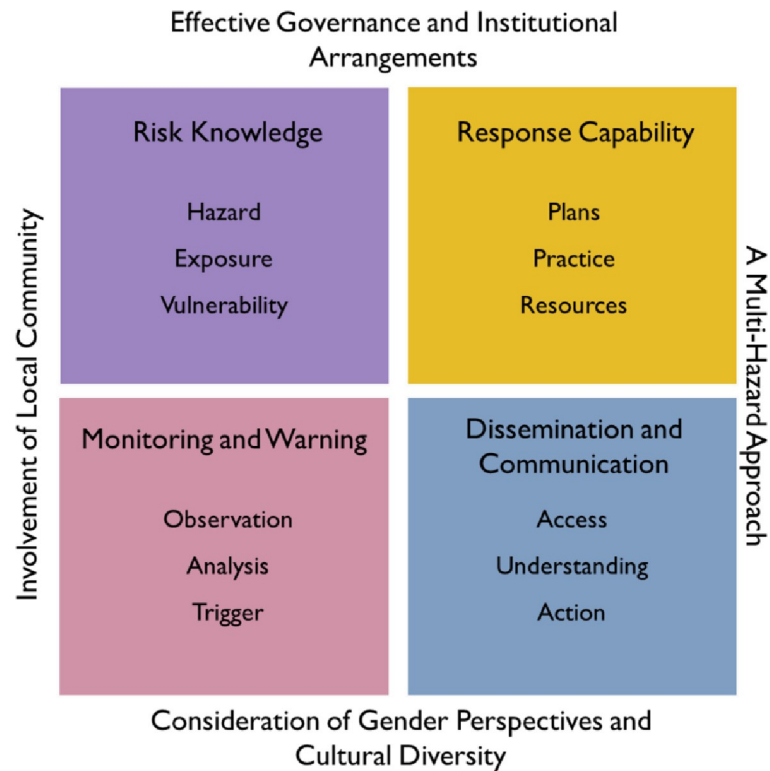 Effective Governance and Institutional
Arrangements
Involvement of Local Community
Risk Knowledge
Hazard
Exposure
Vulnerability
Response Capability
Plans
Practice
Resources
A Multi-Hazard Approach
Monitoring and Warning
Observation
Analysis
Trigger
Dissemination and
Communication
Access
Understanding
Action
Consideration of Gender Perspectives and
Cultural Diversity